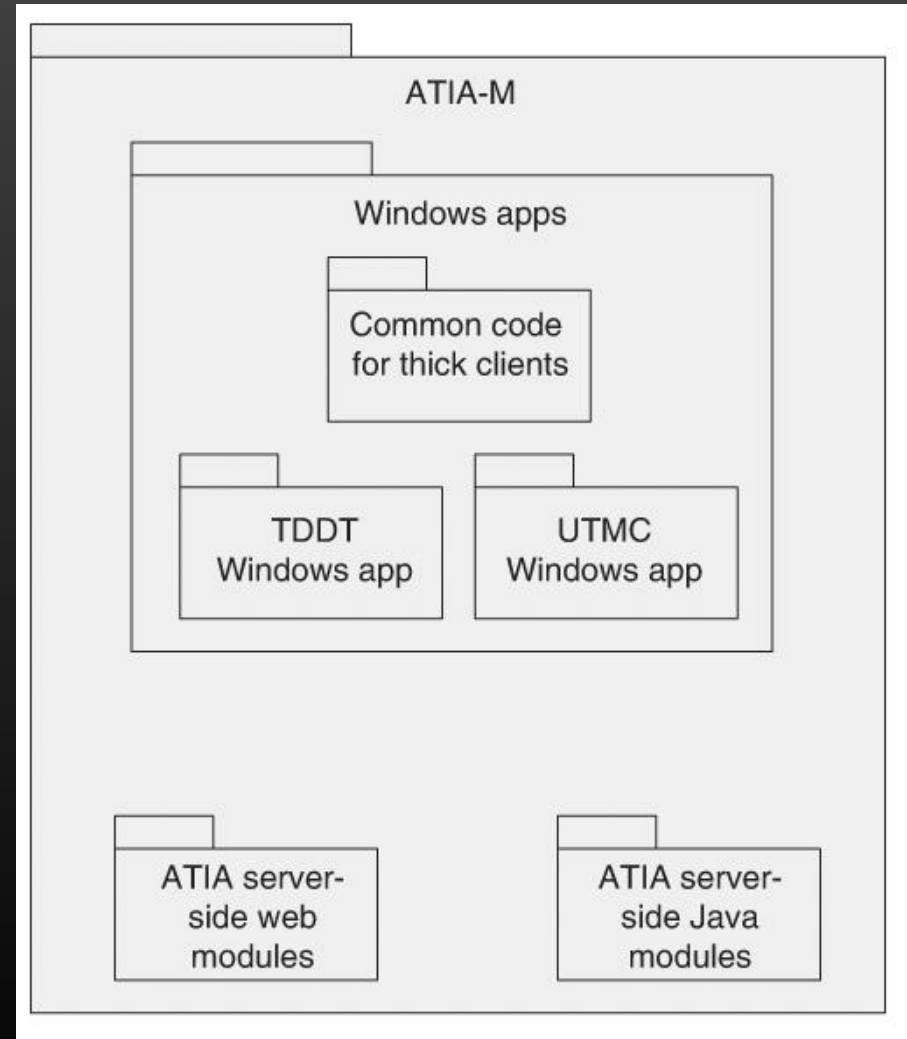 ATIA-M
Windows apps
Common code
for thick clients
TDDT
Windows app
UTMC
Windows app
ATIA server-
side web
modules
ATIA server-
side Java
modules